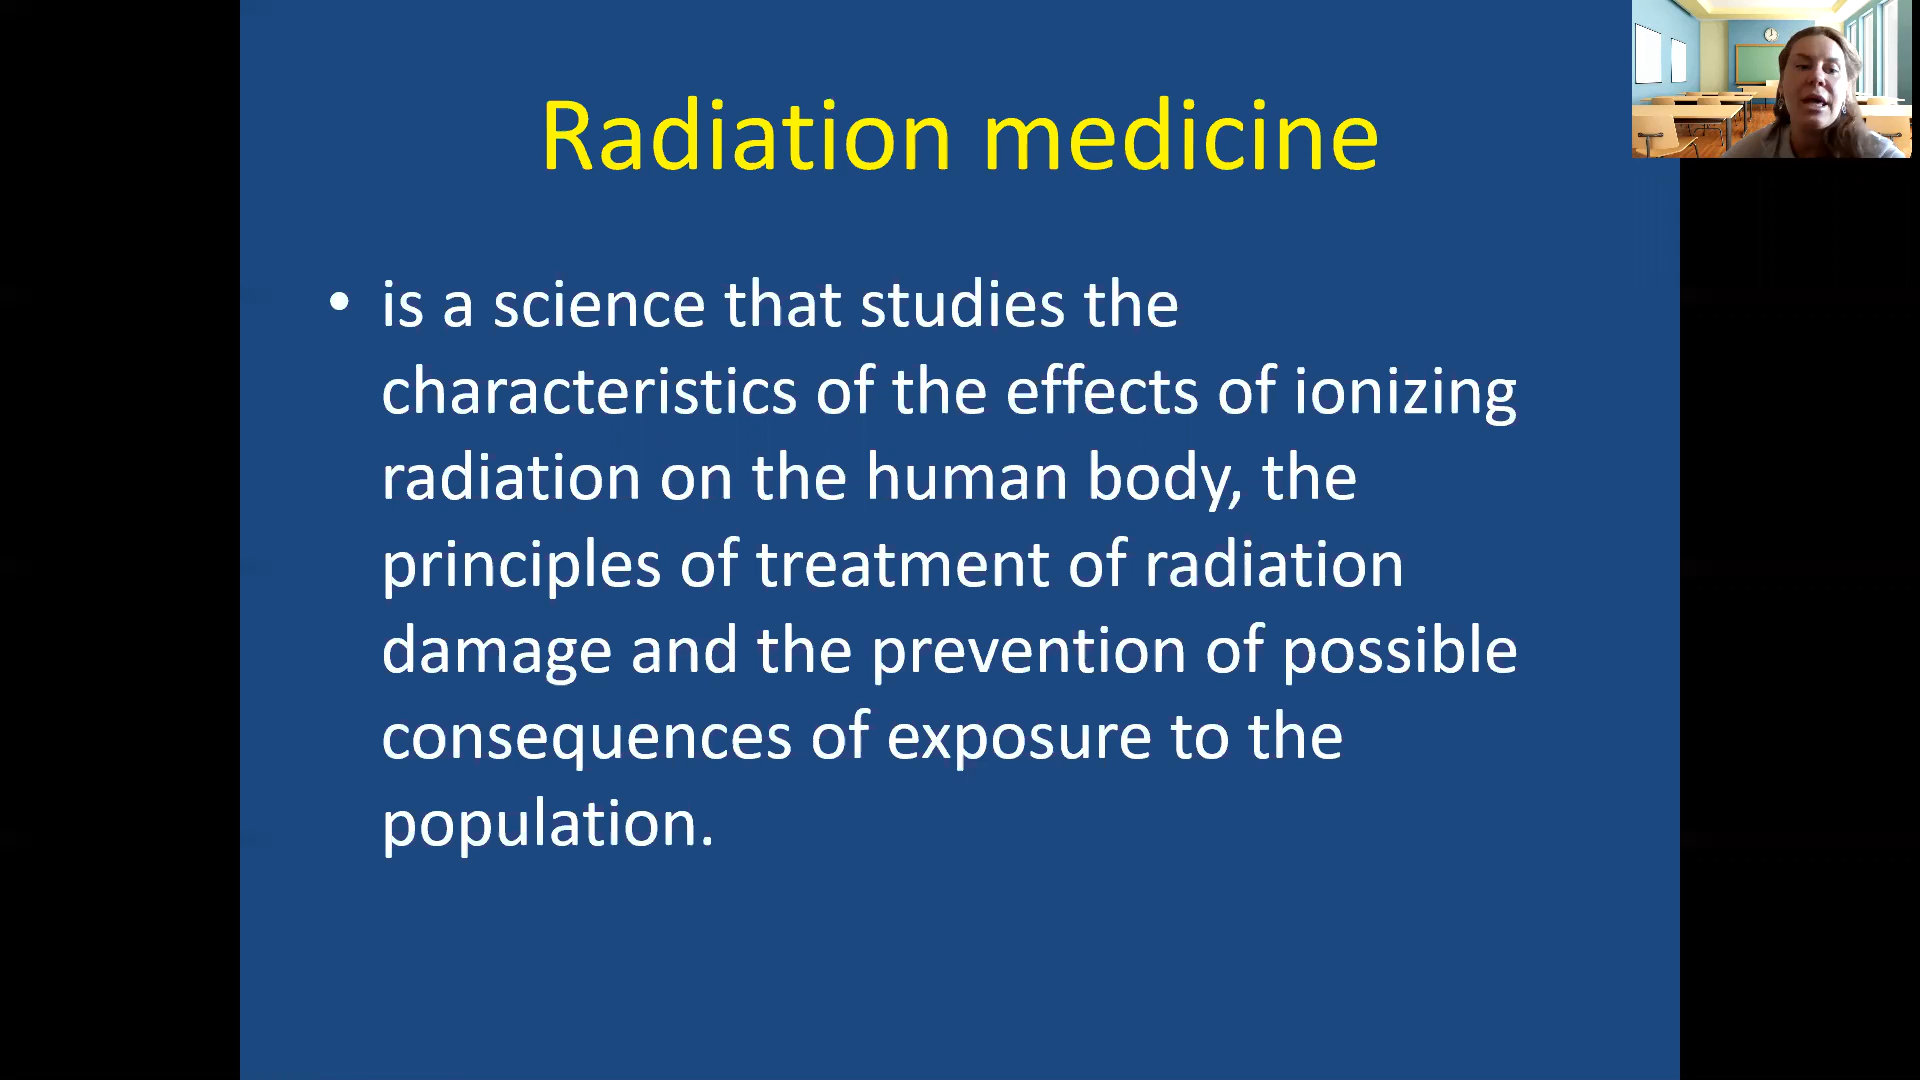 Radiation medicine
• is a science that studies the
characteristics of the effects of ionizing
radiation on the human body, the
principles of treatment of radiation
damage and the prevention of possible
consequences of exposure to the
population.